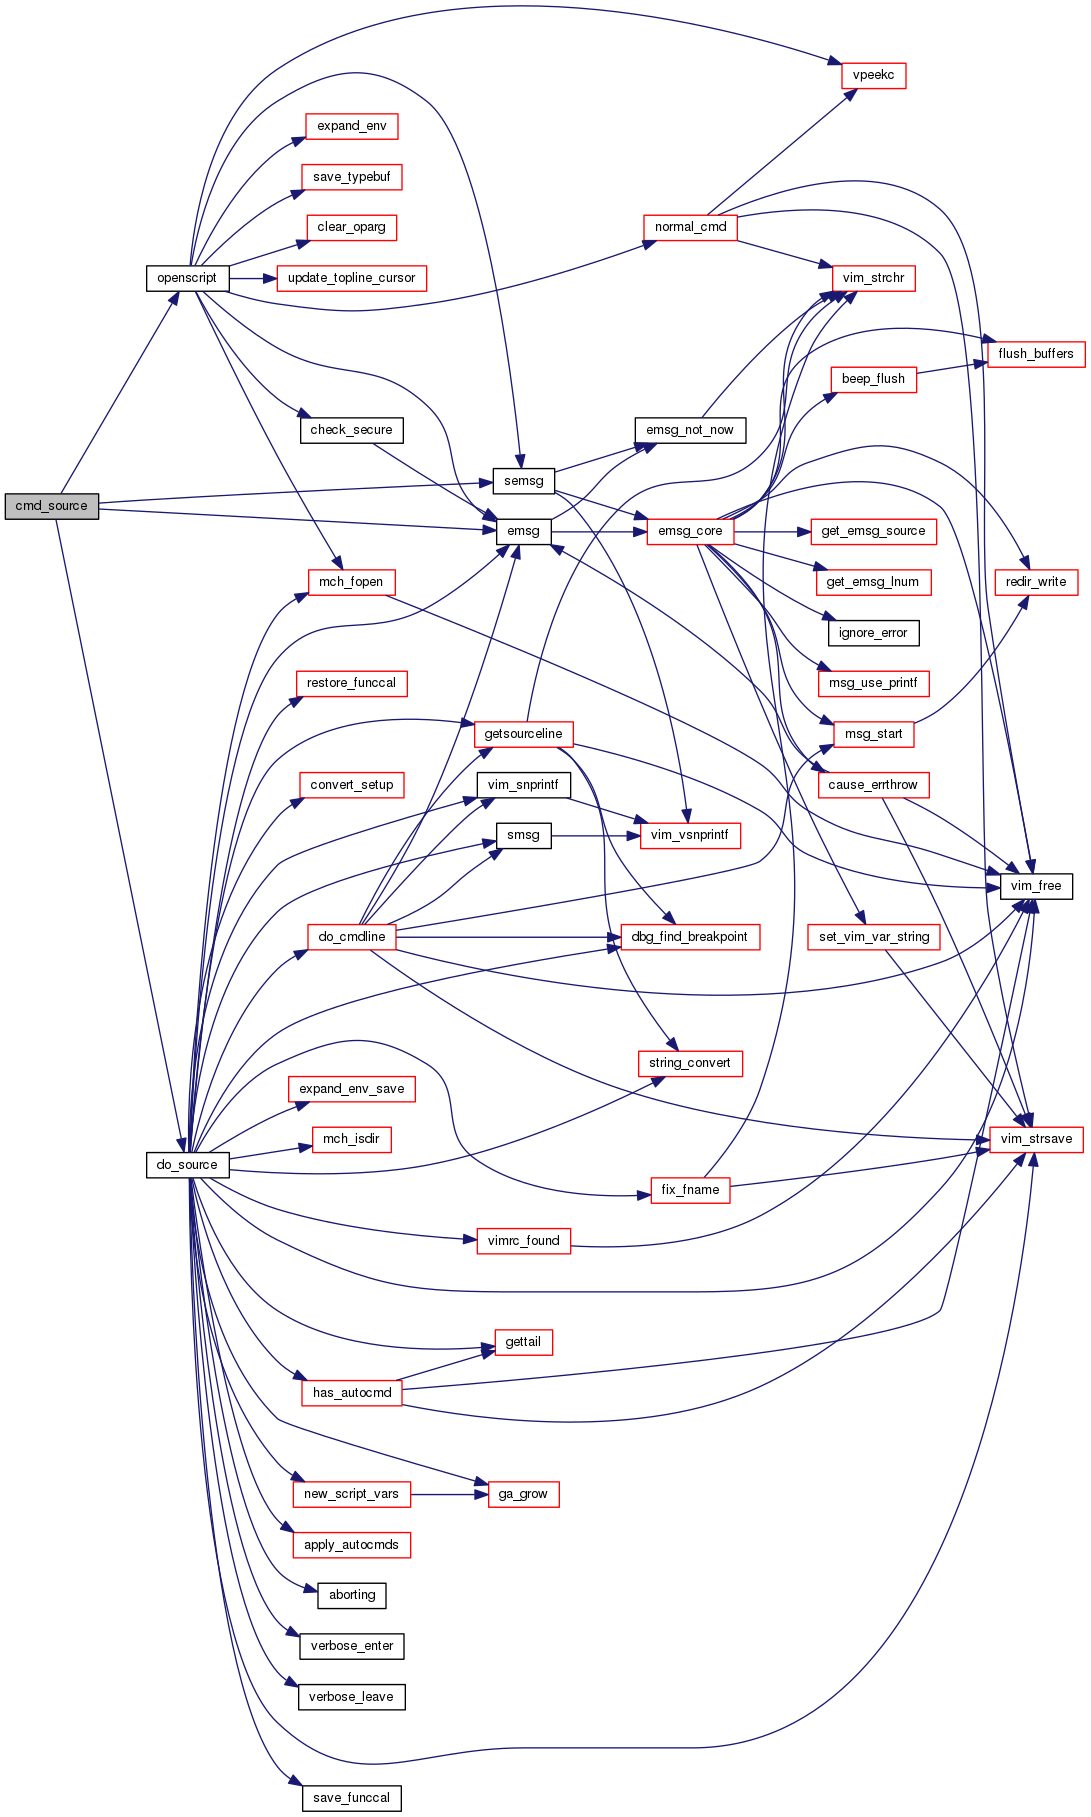 vpeekc
expand_env
save_typebuf
clear_oparg
normal_cmd
openscript
update_topline_cursor
vim_strchr
flush_buffers
beep_flush
check_secure
emsg_not_now
semsg
cmd_source
emsg
emsg_core
get_emsg_source
mch_fopen
get_emsg_lnum
redir_write
ignore_error
restore_funccal
msg_use_printf
getsourceline
msg_start
convert_setup
vim_snprintf
cause_errthrow
smsg
vim_vsnprintf
vim_free
do_cmdline
dbg_find_breakpoint
set_vim_var_string
string_convert
expand_env_save
mch_isdir
vim_strsave
do_source
fix_fname
vimrc_found
gettail
has_autocmd
new_script_vars
ga_grow
apply_autocmds
aborting
verbose_enter
verbose_leave
save_funccal